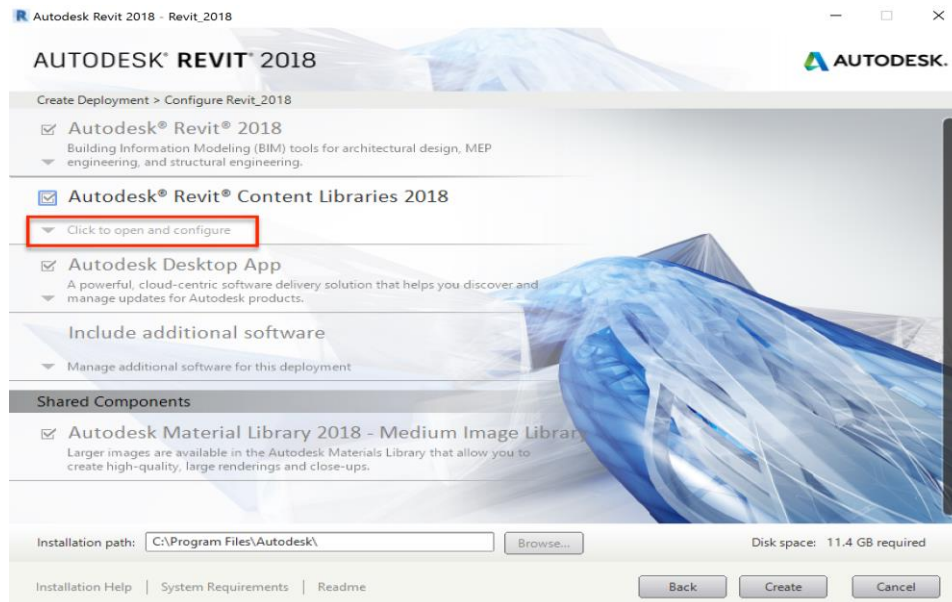 Autodesk Revit 2018 - Revit_2018
AUTODESK® REVIT® 2018
AUTODESK.
Create Deployment > Configure Revit_2018
Autodesk® Revit® 2018
Building Information Modeling (BIM) tools for architectural design, MEP
engineering, and structural engineering.
Autodesk® Revit® Content Libraries 2018
Click to open and configure
Autodesk Desktop App
A powerful, cloud-centric software delivery solution that helps you discover and
manage updates for Autodesk products.
Include additional software
Manage additional software for this deployment
Shared Components
Autodesk Material Library 2018 - Medium Image Library
Larger images are available in the Autodesk Materials Library that allow you to
create high-quality, large renderings and close-ups.
Installation path: C:\Program Files\Autodesk\ Browse... Disk space: 11.4 GB required
Installation Help | System Requirements | Readme Back Create Cancel